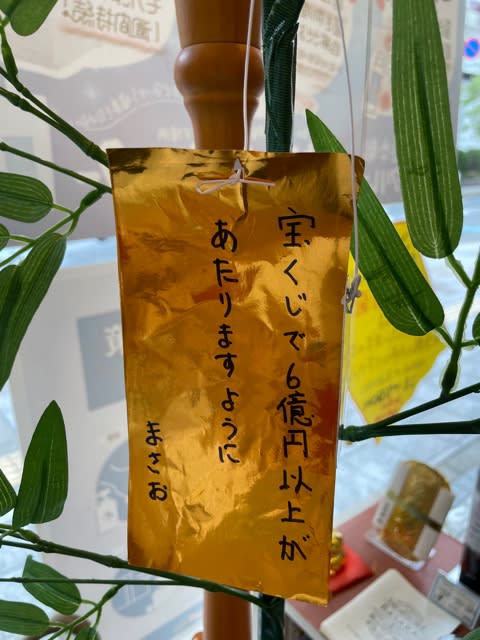 宝くじで6億円以上が
あたりますように
まさお